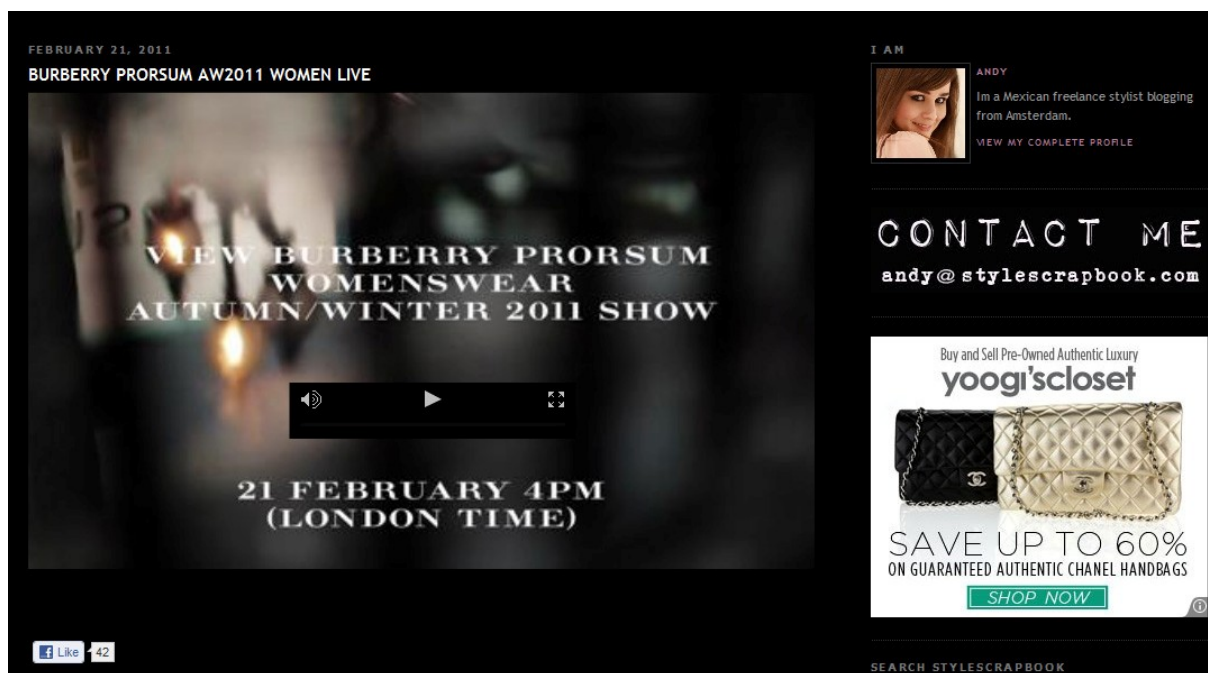 FEBRUARY 21, 2011
BURBERRY PRORSUM AW2011 WOMEN LIVE
VIEW BURBERRY PRORSUM
WOMENSWEAR
AUTUMN/WINTER 2011 SHOW
21 FEBRUARY 4PM
(LONDON TIME)
Like 42
I AM
ANDY
Im a Mexican freelance stylist blogging
from Amsterdam.
VIEW MY COMPLETE PROFILE
CONTACT ME
andy@stylescrapbook.com
Buy and Sell Pre-Owned Authentic Luxury
yoogi'scloset
SAVE UP TO 60%
ON GUARANTEED AUTHENTIC CHANEL HANDBAGS
SHOP NOW
SEARCH STYLESCRAPBOOK